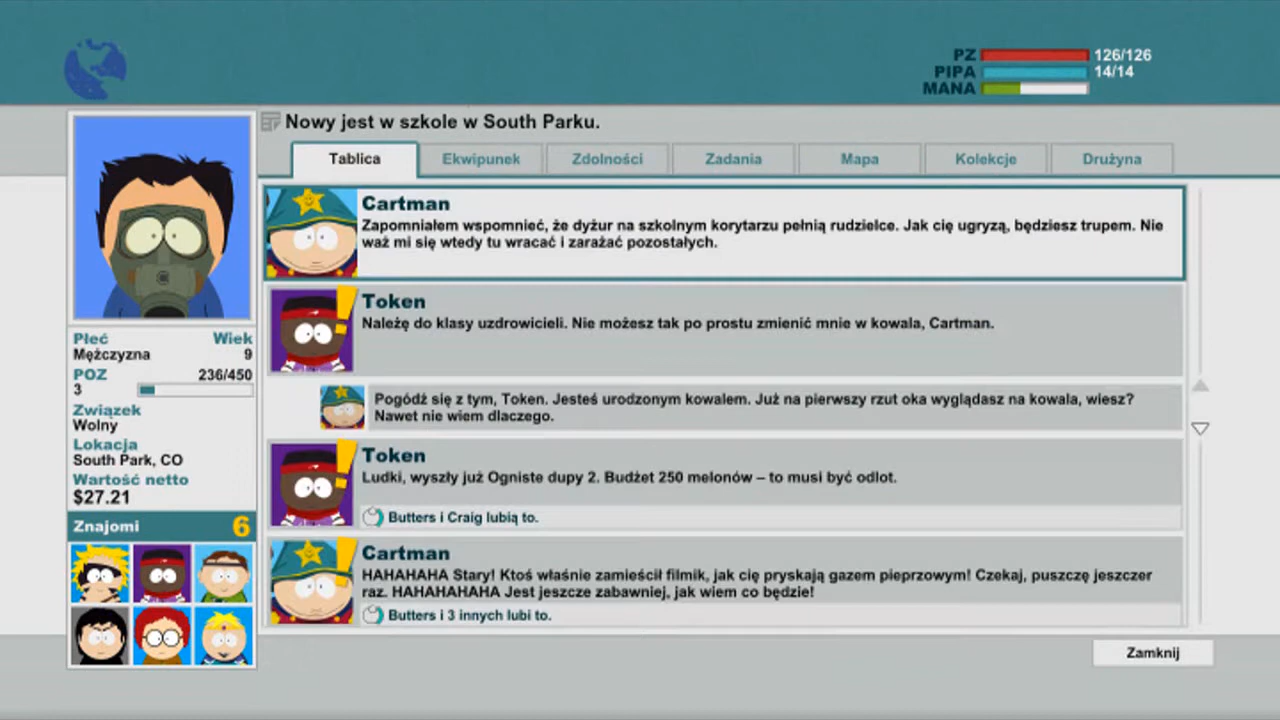 PZ 126/126
PIPA 14/14
MANA
Nowy jest w szkole w South Parku.
Tablica Ekwipunek Zdolności Zadania Mapa Kolekcje Drużyna
Cartman
Zapomniałem wspomnieć, że dyżur na szkolnym korytarzu pełnią rudzielce. Jak cię ugryzą, będziesz trupem. Nie
waż mi się wtedy tu wracać i zarażać pozostałych.
Token
Należę do klasy uzdrowicieli. Nie możesz tak po prostu zmienić mnie w kowala, Cartman.
Pogódź się z tym, Token. Jesteś urodzonym kowalem. Już na pierwszy rzut oka wyglądasz na kowala, wiesz?
Nawet nie wiem dlaczego.
Token
Ludki, wyszły już Ogniste dupy 2. Budżet 250 melonów – to musi być odlot.
Butters i Craig lubią to.
Cartman
HAHAHAHA Stary! Ktoś właśnie zamieścił filmik, jak cię pryskają gazem pieprzowym! Czekaj, puszczę jeszczer
raz. HAHAHAHAHA Jest jeszcze zabawniej, jak wiem co będzie!
Butters i 3 innych lubi to.
Płeć Wiek
Mężczyzna 9
POZ 236/450
3
Związek
Wolny
Lokacja
South Park, CO
Wartość netto
$27.21
Znajomi 6
Zamknij